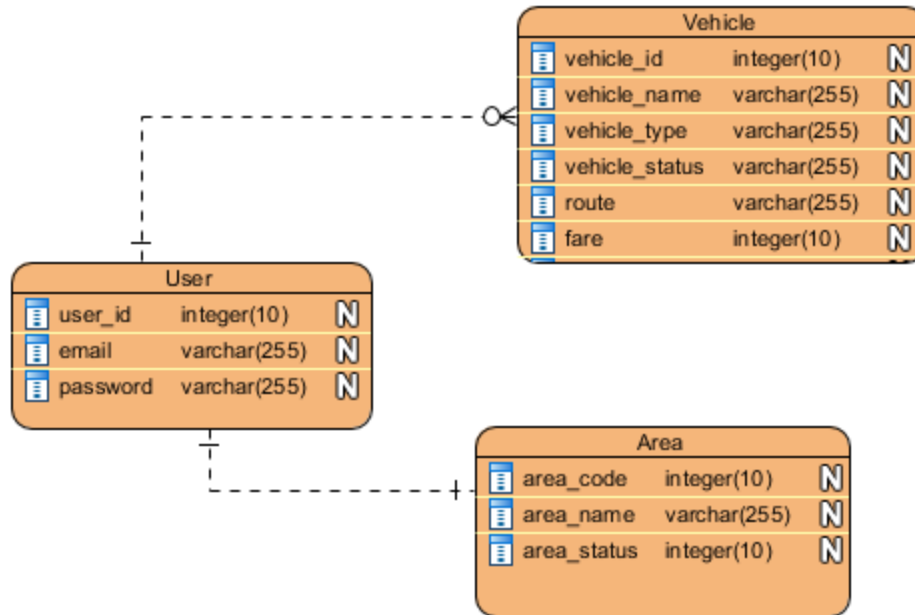 Vehicle
vehicle_id integer(10) N
vehicle_name varchar(255) N
vehicle_type varchar(255) N
vehicle_status varchar(255) N
route varchar(255) N
fare integer(10) N
User
user_id integer(10) N
email varchar(255) N
password varchar(255) N
Area
area_code integer(10) N
area_name varchar(255) N
area_status integer(10) N